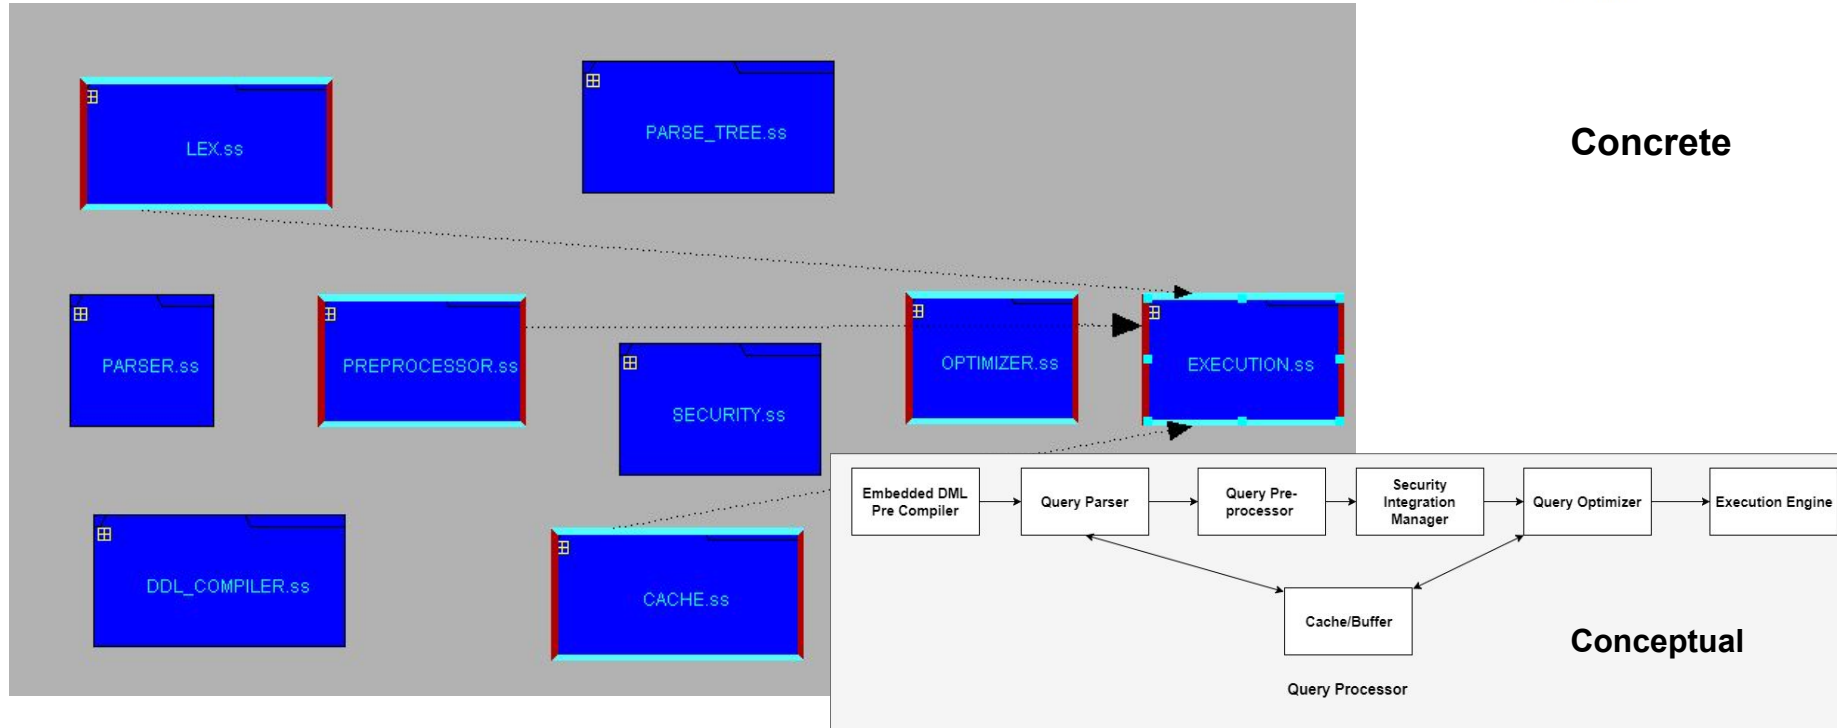 Concrete
LEX.ss
PARSE_TREE.ss
PARSER.ss
PREPROCESSOR.ss
SECURITY.ss
OPTIMIZER.ss
EXECUTION.ss
DDL_COMPILER.ss
CACHE.ss
Embedded DML
Pre Compiler
Query Parser
Query Pre-
processor
Security
Integration
Manager
Query Optimizer
Execution Engine
Cache/Buffer
Conceptual
Query Processor